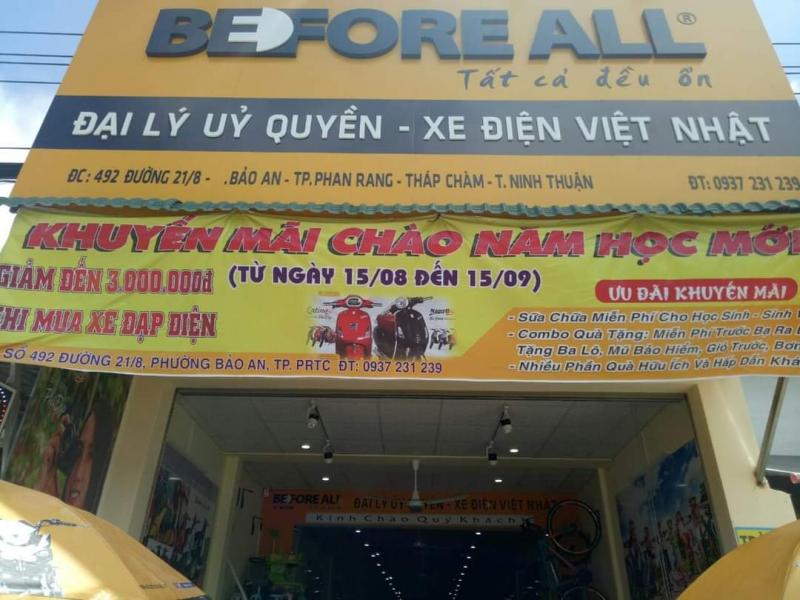 BEFORE ALL®
Tất cả đều ổn
ĐẠI LÝ UỶ QUYỀN - XE ĐIỆN VIỆT NHẬT
ĐC: 492 ĐƯỜNG 21/8 - .BẢO AN - TP.PHAN RANG - THÁP CHÀM - T. NINH THUẬN
ĐT: 0937 231 239
KHUYẾN MÃI CHÀO NĂM HỌC MỚI
GIẢM ĐẾN 3.000.000đ (TỪ NGÀY 15/08 ĐẾN 15/09)
KHI MUA XE ĐẠP ĐIỆN
SỐ 492 ĐƯỜNG 21/8, PHƯỜNG BẢO AN, TP. PRTC ĐT: 0937 231 239
ƯU ĐÃI KHUYẾN MÃI
- Sửa Chữa Miễn Phí Cho Học Sinh - Sinh
- Combo Quà Tặng: Miễn Phí Trước Bạ Ra
Tặng Ba Lô, Mũ Bảo Hiểm, Giỏ Trước,
- Nhiều Phần Quà Hữu Ích Và Hấp Dẫn
BEFORE ALL ĐẠI LÝ UỶ QUYỀN - XE ĐIỆN VIỆT NHẬT
Kính Chào Quý Khách